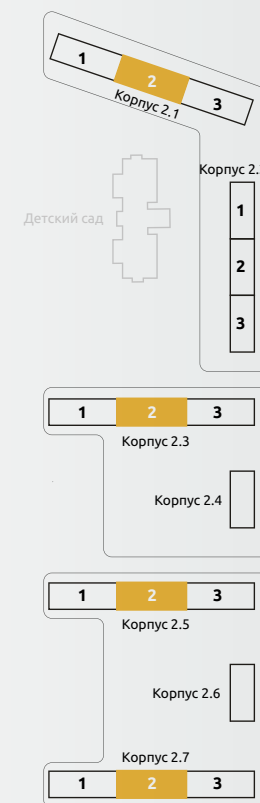 1
2
3
Корпус 2.1
Корпус 2.
1
2
3
Детский сад
1 2 3
Корпус 2.3
Корпус 2.4
1 2 3
Корпус 2.5
Корпус 2.6
Корпус 2.7
1 2 3